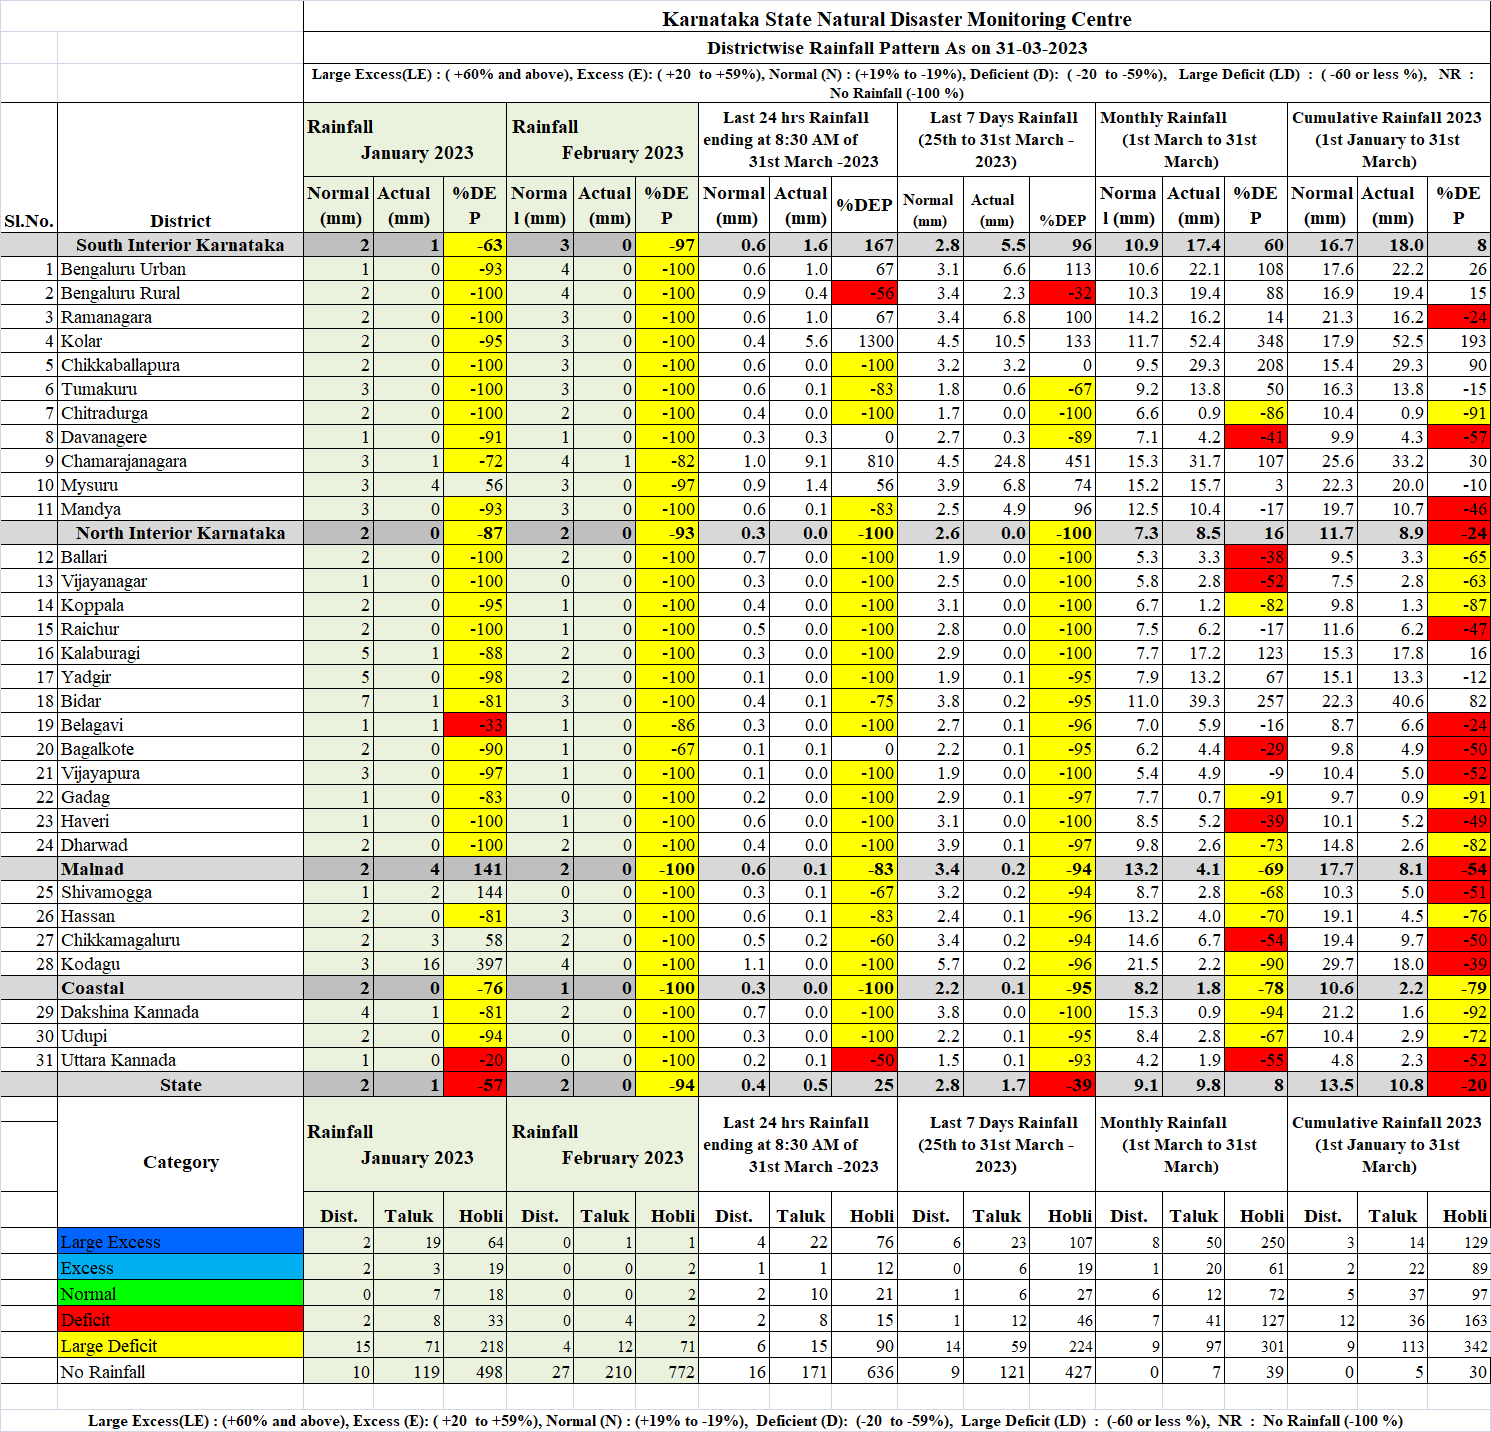 Karnataka State Natural Disaster Monitoring Centre
Districtwise Rainfall Pattern As on 31-03-2023
Large Excess(LE) : ( +60% and above), Excess (E): ( +20 to +59%), Normal (N) : (+19% to -19%), Deficient (D): ( -20 to -59%), Large Deficit (LD) : ( -60 or less %), NR :
No Rainfall (-100 %)
Sl.No. District Rainfall January 2023 Rainfall February 2023 Last 24 hrs Rainfall ending at 8:30 AM of 31st March -2023 Last 7 Days Rainfall (25th to 31st March - 2023) Monthly Rainfall (1st March to 31st March) Cumulative Rainfall 2023 (1st January to 31st March)
Normal (mm) Actual (mm) %DE P Norma l (mm) Actual (mm) %DE P Normal (mm) Actual (mm) %DEP Normal (mm) Actual (mm) %DEP Norma l (mm) Actual (mm) %DE P Normal (mm) Actual (mm) %DE P
South Interior Karnataka 2 1 -63 3 0 -97 0.6 1.6 167 2.8 5.5 96 10.9 17.4 60 16.7 18.0 8
1 Bengaluru Urban 1 0 -93 4 0 -100 0.6 1.0 67 3.1 6.6 113 10.6 22.1 108 17.6 22.2 26
2 Bengaluru Rural 2 0 -100 4 0 -100 0.9 0.4 -56 3.4 2.3 -32 10.3 19.4 88 16.9 19.4 15
3 Ramanagara 2 0 -100 3 0 -100 0.6 1.0 67 3.4 6.8 100 14.2 16.2 14 21.3 16.2 -24
4 Kolar 2 0 -95 3 0 -100 0.4 5.6 1300 4.5 10.5 133 11.7 52.4 348 17.9 52.5 193
5 Chikkaballapura 2 0 -100 3 0 -100 0.6 0.0 -100 3.2 3.2 0 9.5 29.3 208 15.4 29.3 90
6 Tumakuru 3 0 -100 3 0 -100 0.6 0.1 -83 1.8 0.6 -67 9.2 13.8 50 16.3 13.8 -15
7 Chitradurga 2 0 -100 2 0 -100 0.4 0.0 -100 1.7 0.0 -100 6.6 0.9 -86 10.4 0.9 -91
8 Davanagere 1 0 -91 1 0 -100 0.3 0.3 0 2.7 0.3 -89 7.1 4.2 -41 9.9 4.3 -57
9 Chamarajanagara 3 1 -72 4 1 -82 1.0 9.1 810 4.5 24.8 451 15.3 31.7 107 25.6 33.2 30
10 Mysuru 3 4 56 3 0 -97 0.9 1.4 56 3.9 6.8 74 15.2 15.7 3 22.3 20.0 -10
11 Mandya 3 0 -93 3 0 -100 0.6 0.1 -83 2.5 4.9 96 12.5 10.4 -17 19.7 10.7 -46
North Interior Karnataka 2 0 -87 2 0 -93 0.3 0.0 -100 2.6 0.0 -100 7.3 8.5 16 11.7 8.9 -24
12 Ballari 2 0 -100 2 0 -100 0.7 0.0 -100 1.9 0.0 -100 5.3 3.3 -38 9.5 3.3 -65
13 Vijayanagar 1 0 -100 0 0 -100 0.3 0.0 -100 2.5 0.0 -100 5.8 2.8 -52 7.5 2.8 -63
14 Koppala 2 0 -95 1 0 -100 0.4 0.0 -100 3.1 0.0 -100 6.7 1.2 -82 9.8 1.3 -87
15 Raichur 2 0 -100 1 0 -100 0.5 0.0 -100 2.8 0.0 -100 7.5 6.2 -17 11.6 6.2 -47
16 Kalaburagi 5 1 -88 2 0 -100 0.3 0.0 -100 2.9 0.0 -100 7.7 17.2 123 15.3 17.8 16
17 Yadgir 5 0 -98 2 0 -100 0.1 0.0 -100 1.9 0.1 -95 7.9 13.2 67 15.1 13.3 -12
18 Bidar 7 1 -81 3 0 -100 0.4 0.1 -75 3.8 0.2 -95 11.0 39.3 257 22.3 40.6 82
19 Belagavi 1 1 -33 1 0 -86 0.3 0.0 -100 2.7 0.1 -96 7.0 5.9 -16 8.7 6.6 -24
20 Bagalkote 2 0 -90 1 0 -67 0.1 0.1 0 2.2 0.1 -95 6.2 4.4 -29 9.8 4.9 -50
21 Vijayapura 3 0 -97 1 0 -100 0.1 0.0 -100 1.9 0.0 -100 5.4 4.9 -9 10.4 5.0 -52
22 Gadag 1 0 -83 0 0 -100 0.2 0.0 -100 2.9 0.1 -97 7.7 0.7 -91 9.7 0.9 -91
23 Haveri 1 0 -100 1 0 -100 0.6 0.0 -100 3.1 0.0 -100 8.5 5.2 -39 10.1 5.2 -49
24 Dharwad 2 0 -100 2 0 -100 0.4 0.0 -100 3.9 0.1 -97 9.8 2.6 -73 14.8 2.6 -82
Malnad 2 4 141 2 0 -100 0.6 0.1 -83 3.4 0.2 -94 13.2 4.1 -69 17.7 8.1 -54
25 Shivamogga 1 2 144 0 0 -100 0.3 0.1 -67 3.2 0.2 -94 8.7 2.8 -68 10.3 5.0 -51
26 Hassan 2 0 -81 3 0 -100 0.6 0.1 -83 2.4 0.1 -96 13.2 4.0 -70 19.1 4.5 -76
27 Chikkamagaluru 2 3 58 2 0 -100 0.5 0.2 -60 3.4 0.2 -94 14.6 6.7 -54 19.4 9.7 -50
28 Kodagu 3 16 397 4 0 -100 1.1 0.0 -100 5.7 0.2 -96 21.5 2.2 -90 29.7 18.0 -39
Coastal 2 0 -76 1 0 -100 0.3 0.0 -100 2.2 0.1 -95 8.2 1.8 -78 10.6 2.2 -79
29 Dakshina Kannada 4 1 -81 2 0 -100 0.7 0.0 -100 3.8 0.0 -100 15.3 0.9 -94 21.2 1.6 -92
30 Udupi 2 0 -94 0 0 -100 0.3 0.0 -100 2.2 0.1 -95 8.4 2.8 -67 10.4 2.9 -72
31 Uttara Kannada 1 0 -20 0 0 -100 0.2 0.1 -50 1.5 0.1 -93 4.2 1.9 -55 4.8 2.3 -52
State 2 1 -57 2 0 -94 0.4 0.5 25 2.8 1.7 -39 9.1 9.8 8 13.5 10.8 -20
Category Rainfall January 2023 Rainfall February 2023 Last 24 hrs Rainfall ending at 8:30 AM of 31st March -2023 Last 7 Days Rainfall (25th to 31st March - 2023) Monthly Rainfall (1st March to 31st March) Cumulative Rainfall 2023 (1st January to 31st March)
Dist. Taluk Hobli Dist. Taluk Hobli Dist. Taluk Hobli Dist. Taluk Hobli Dist. Taluk Hobli Dist. Taluk Hobli
Large Excess 2 19 64 0 1 1 4 22 76 6 23 107 8 50 250 3 14 129
Excess 2 3 19 0 0 2 1 1 12 0 6 19 1 20 61 2 22 89
Normal 0 7 18 0 0 2 2 10 21 1 6 27 6 12 72 5 37 97
Deficit 2 8 33 0 4 2 2 8 15 1 12 46 7 41 127 12 36 163
Large Deficit 15 71 218 4 12 71 6 15 90 14 59 224 9 97 301 9 113 342
No Rainfall 10 119 498 27 210 772 16 171 636 9 121 427 0 7 39 0 5 30
Large Excess(LE) : (+60% and above), Excess (E): ( +20 to +59%), Normal (N) : (+19% to -19%), Deficient (D): (-20 to -59%), Large Deficit (LD) : (-60 or less %), NR : No Rainfall (-100 %)